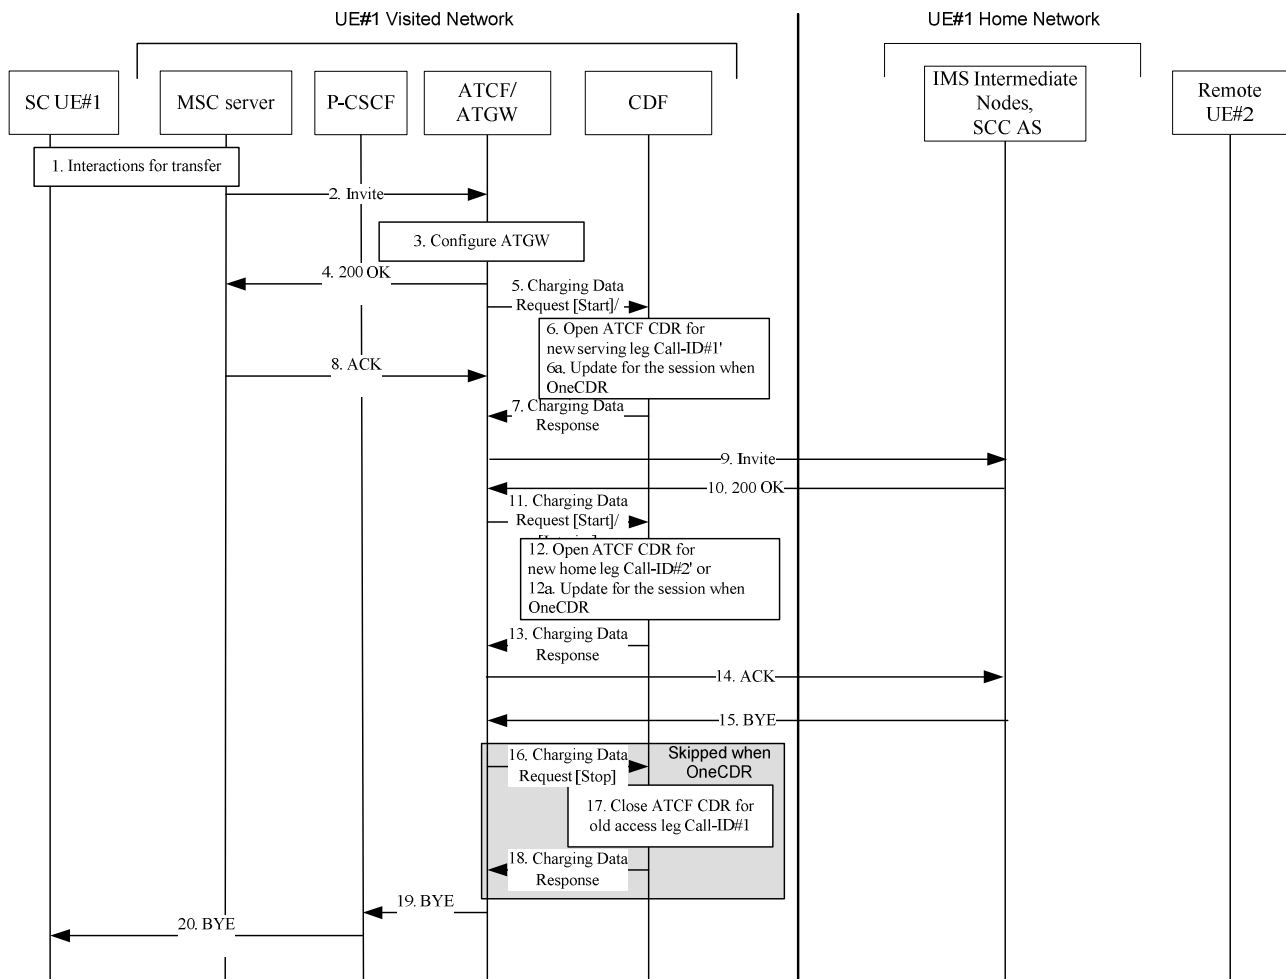 UE#1 Visited Network
UE#1 Home Network
SC UE#1
MSC server
P-CSCF
ATCF/
ATGW
CDF
IMS Intermediate
Nodes,
SCC AS
Remote
UE#2
1. Interactions for transfer
2. Invite
3. Configure ATGW
4. 200 OK
5. Charging Data
Request [Start]/
6. Open ATCF CDR for
new serving leg Call-ID#1'
6a. Update for the session when
OneCDR
8. ACK
7. Charging Data
Response
9. Invite
10. 200 OK
11. Charging Data
Request [Start]/
12. Open ATCF CDR for
new home leg Call-ID#2' or
12a. Update for the session when
OneCDR
13. Charging Data
Response
14. ACK
15. BYE
16. Charging Data
Request [Stop]
Skipped when
OneCDR
17. Close ATCF CDR for
old access leg Call-ID#1
18. Charging Data
Response
19. BYE
20. BYE